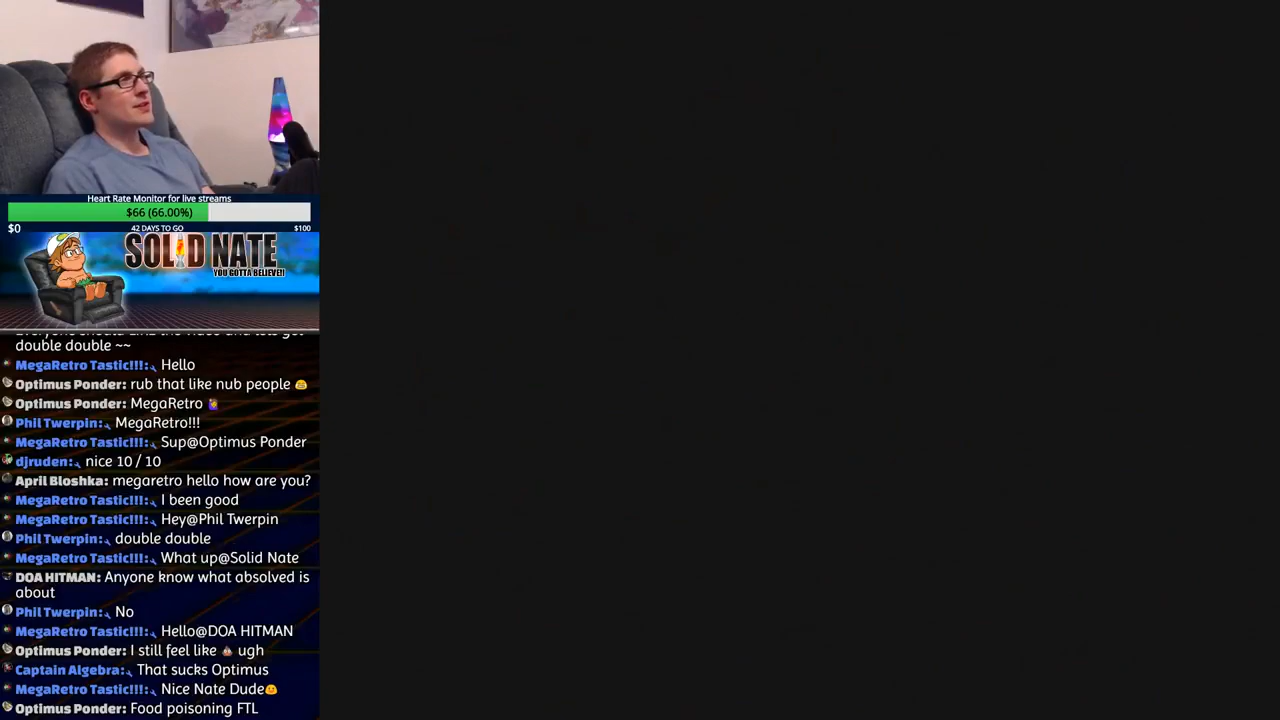 Heart Rate Monitor for live streams
$66 (66.00%)
$0 42 DAYS TO GO $100
SOLID NATE
YOU GOTTA BELIEVE!!
double double ~~
MegaRetro Tastic!!!: Hello
Optimus Ponder: rub that like nub people
Optimus Ponder: MegaRetro
Phil Twerpin: MegaRetro!!!
MegaRetro Tastic!!!: Sup@Optimus Ponder
djruden: nice 10 / 10
April Bloshka: megaretro hello how are you?
MegaRetro Tastic!!!: I been good
MegaRetro Tastic!!!: Hey@Phil Twerpin
Phil Twerpin: double double
MegaRetro Tastic!!!: What up@Solid Nate
DOA HITMAN: Anyone know what absolved is
about
Phil Twerpin: No
MegaRetro Tastic!!!: Hello@DOA HITMAN
Optimus Ponder: I still feel like 💩 ugh
Captain Algebra: That sucks Optimus
MegaRetro Tastic!!!: Nice Nate Dude
Optimus Ponder: Food poisoning FTL